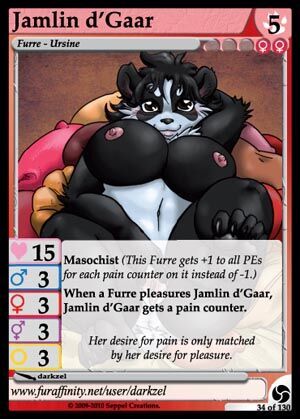 Jamlin d'Gaar 5
Furre - Ursine
15
3
3
3
3
Masochist (This Furre gets +1 to all PEs
for each pain counter on it instead of -1.)
When a Furre pleasures Jamlin d'Gaar,
Jamlin d'Gaar gets a pain counter.
Her desire for pain is only matched
by her desire for pleasure.
darkzel
www.furaffinity.net/user/darkzel
© 2009-2010 Seppel Creations.
34 of 130